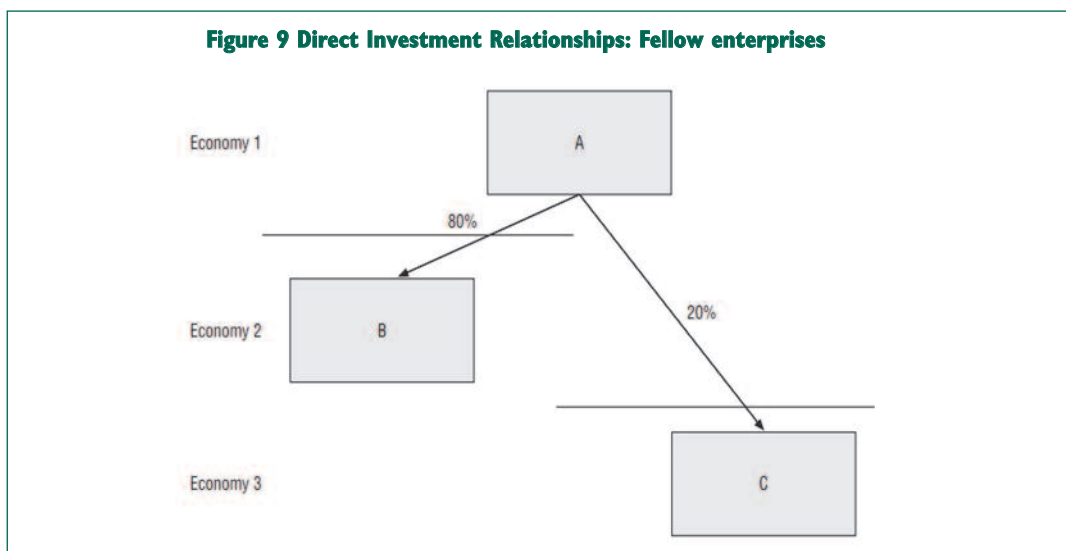 Figure 9 Direct Investment Relationships: Fellow enterprises
Economy 1
A
80%
Economy 2
B
20%
Economy 3
C